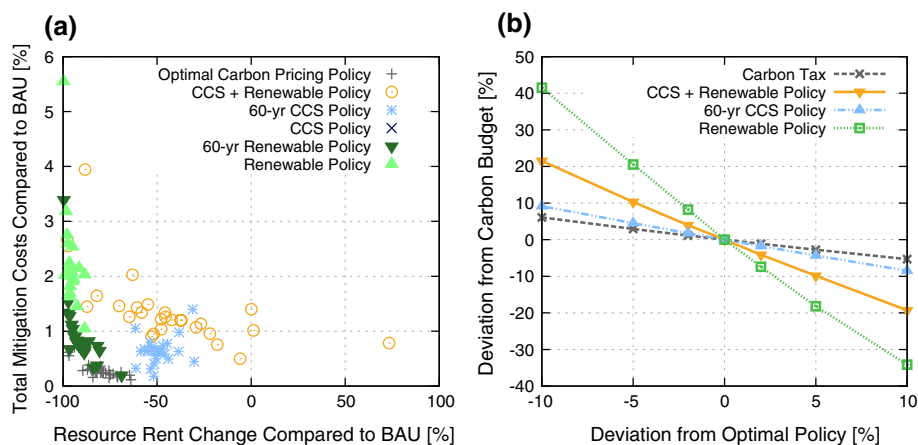 (a)
Total Mitigation Costs Compared to BAU [%]
6
5
4
3
2
1
0
-100
-50
0
50
100
Resource Rent Change Compared to BAU [%]
Optimal Carbon Pricing Policy
CCS + Renewable Policy
60-yr CCS Policy
CCS Policy
60-yr Renewable Policy
Renewable Policy
(b)
Deviation from Carbon Budget [%]
50
40
30
20
10
0
-10
-20
-30
-40
-10
-5
0
5
10
Deviation from Optimal Policy [%]
Carbon Tax
CCS + Renewable Policy
60-yr CCS Policy
Renewable Policy